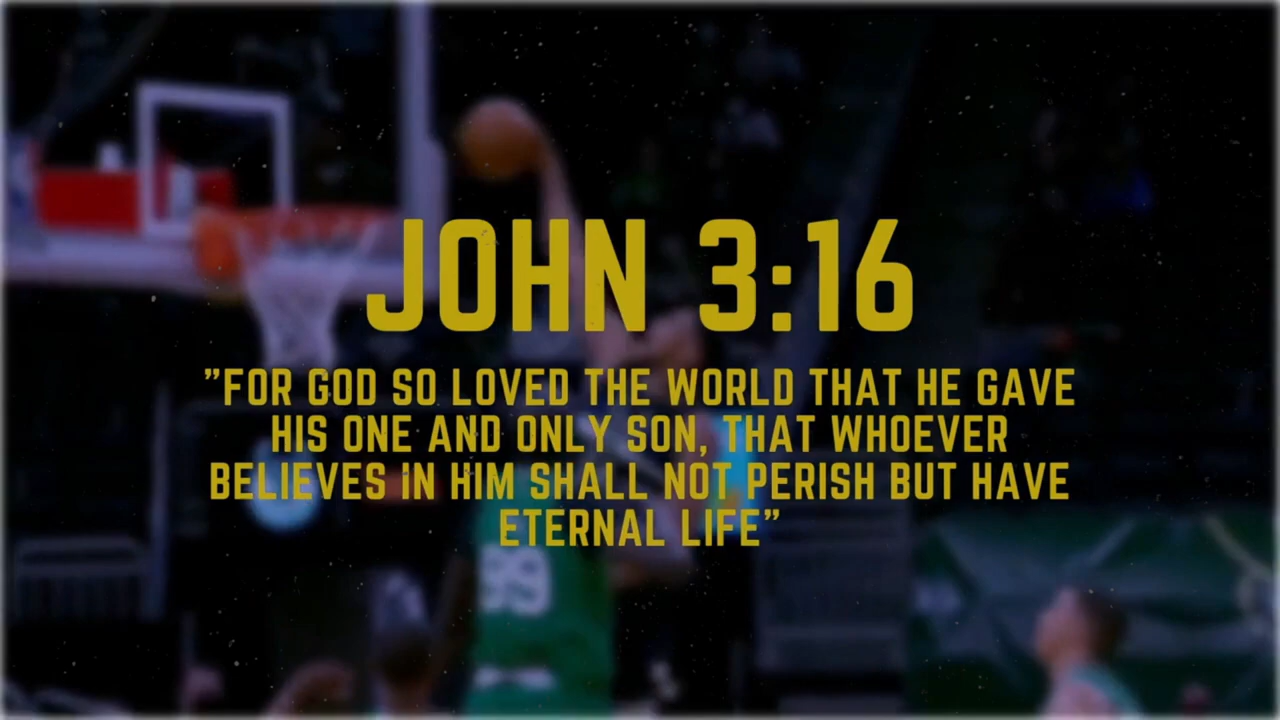 JOHN 3:16
”FOR GOD SO LOVED THE WORLD THAT HE GAVE
HIS ONE AND ONLY SON, THAT WHOEVER
BELIEVES IN HIM SHALL NOT PERISH BUT HAVE
ETERNAL LIFE”
99